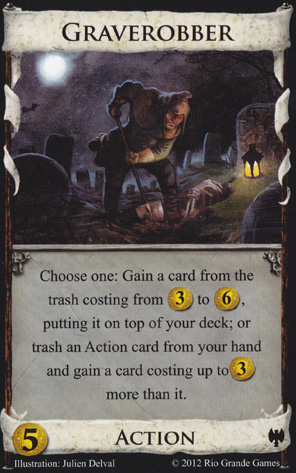 GRAVEROBBER
Choose one: Gain a card from the
trash costing from 3 to 6,
putting it on top of your deck; or
trash an Action card from your hand
and gain a card costing up to 3
more than it.
5
ACTION
Illustration: Julien Delval
© 2012 Rio Grande Games